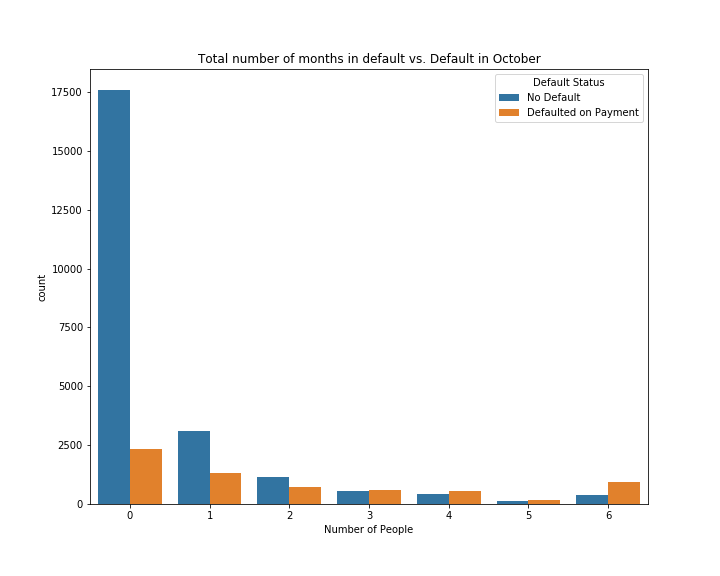 Total number of months in default vs. Default in October
Default Status
No Default
Defaulted on Payment
17500
15000
12500
10000
7500
5000
2500
0
count
0 1 2 3 4 5 6
Number of People